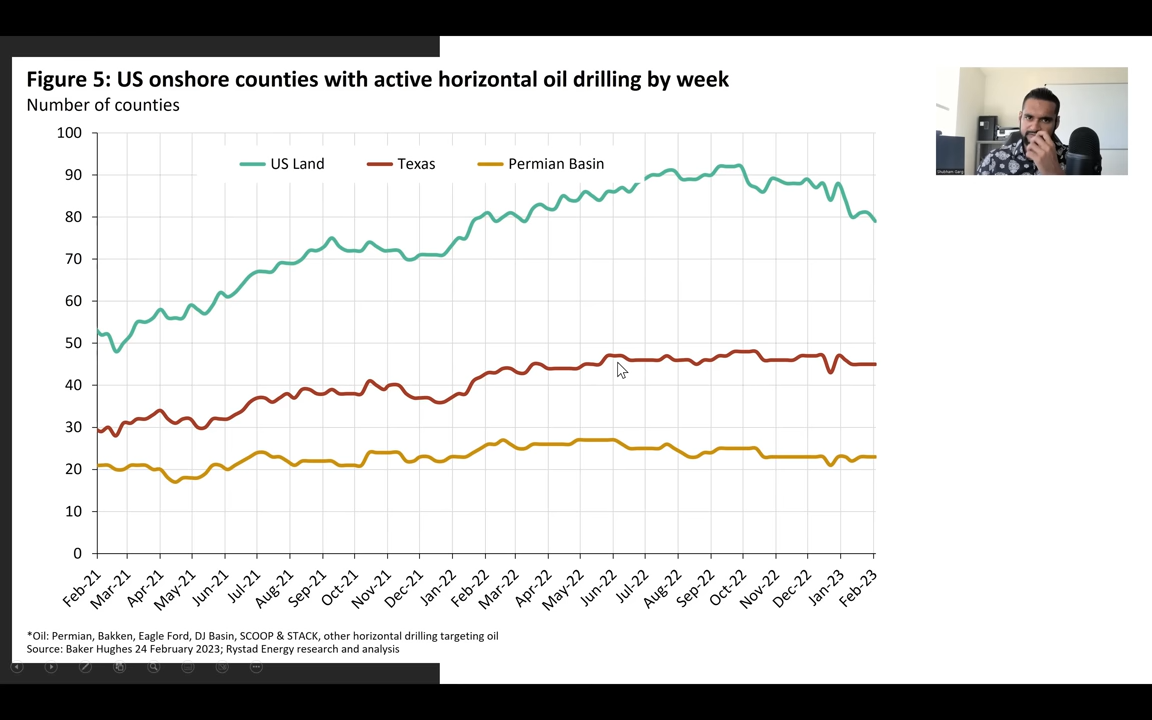 Figure 5: US onshore counties with active horizontal oil drilling by week
Number of counties
100
90
80
70
60
50
40
30
20
10
0
US Land
Texas
Permian Basin
Feb-21
Mar-21
Apr-21
May-21
Jun-21
Jul-21
Aug-21
Sep-21
Oct-21
Nov-21
Dec-21
Jan-22
Feb-22
Mar-22
Apr-22
May-22
Jun-22
Jul-22
Aug-22
Sep-22
Oct-22
Nov-22
Dec-22
Jan-23
Feb-23
*Oil: Permian, Bakken, Eagle Ford, DJ Basin, SCOOP & STACK, other horizontal drilling targeting oil
Source: Baker Hughes 24 February 2023; Rystad Energy research and analysis